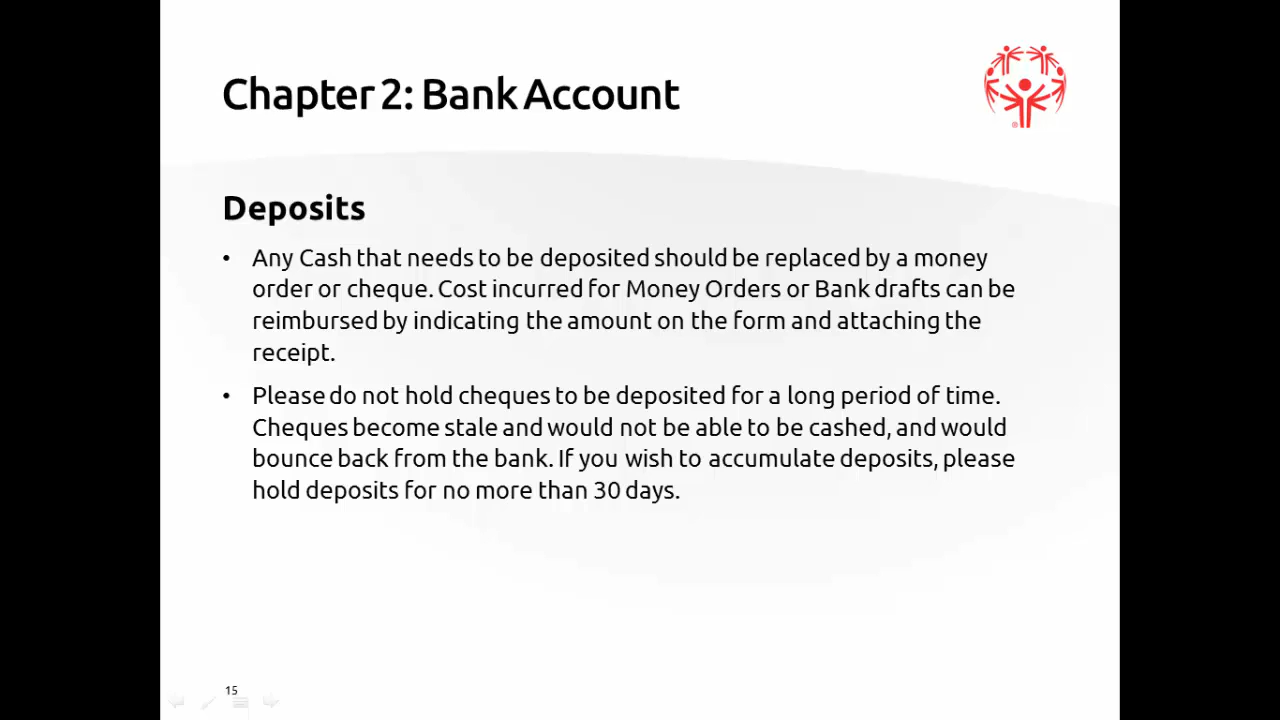 Chapter 2: Bank Account
Deposits
• Any Cash that needs to be deposited should be replaced by a money
order or cheque. Cost incurred for Money Orders or Bank drafts can be
reimbursed by indicating the amount on the form and attaching the
receipt.
• Please do not hold cheques to be deposited for a long period of time.
Cheques become stale and would not be able to be cashed, and would
bounce back from the bank. If you wish to accumulate deposits, please
hold deposits for no more than 30 days.
15
®